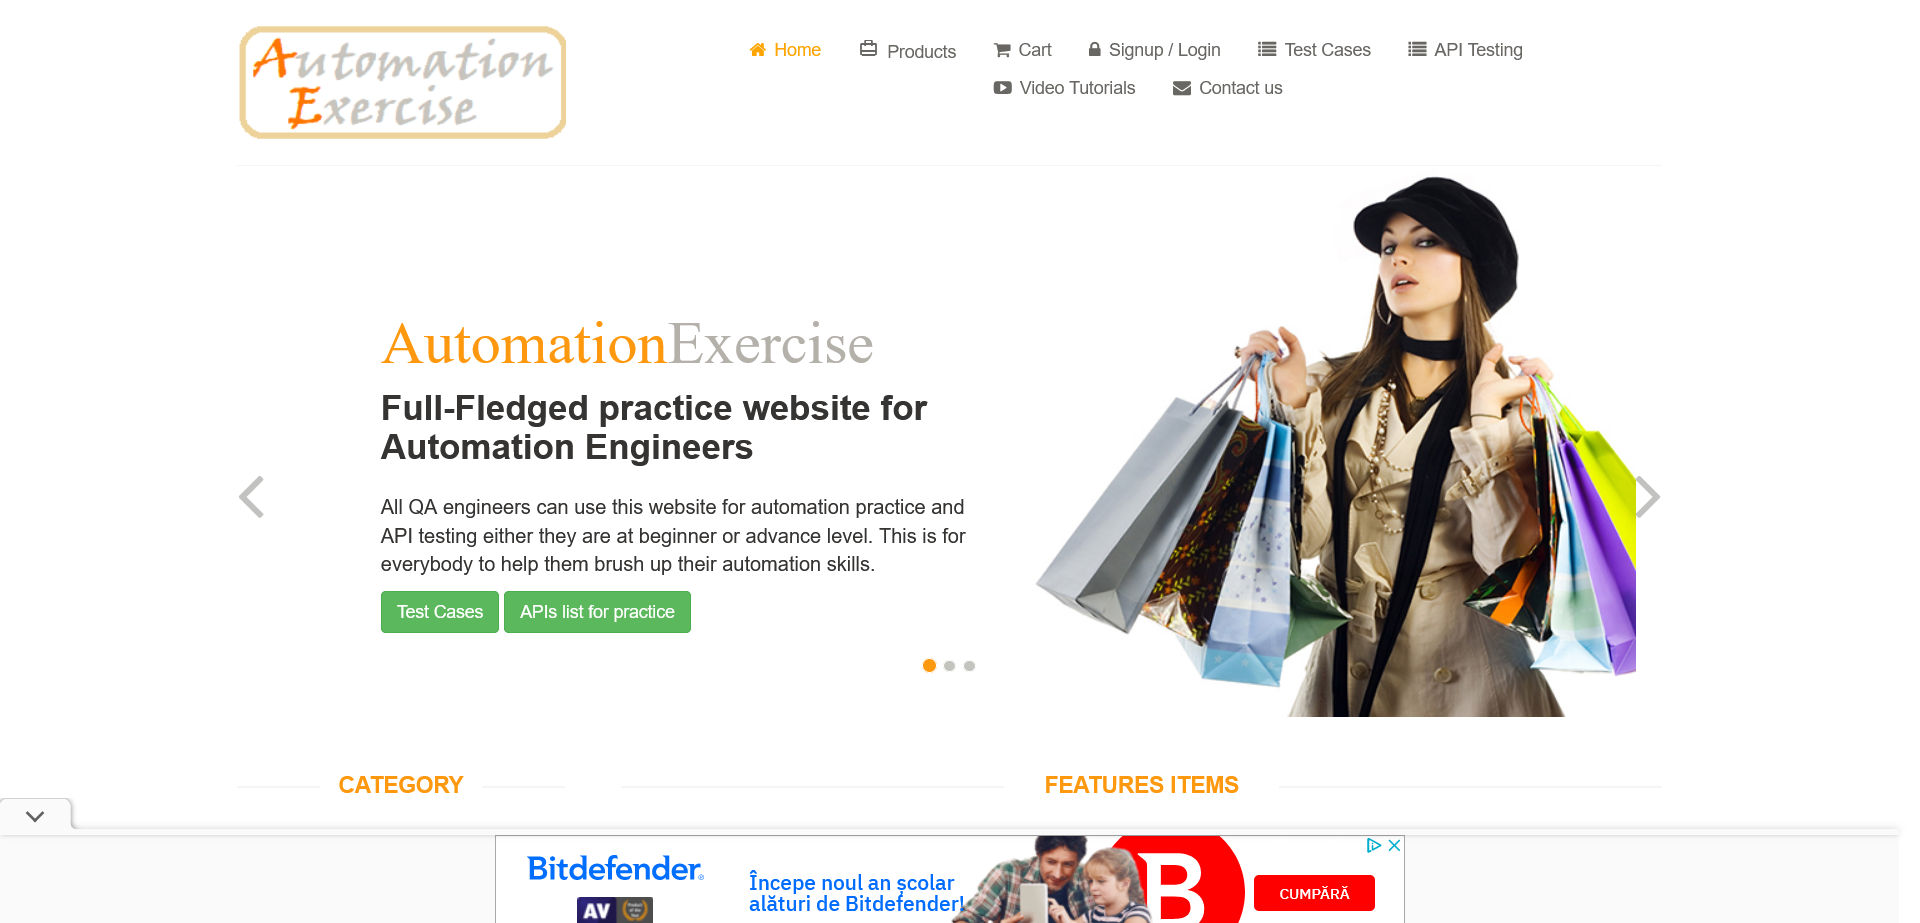 Automation
Exercise
Home
Products
Cart
Signup / Login
Test Cases
API Testing
Video Tutorials
Contact us
AutomationExercise
Full-Fledged practice website for
Automation Engineers
All QA engineers can use this website for automation practice and
API testing either they are at beginner or advance level. This is for
everybody to help them brush up their automation skills.
Test Cases
APIs list for practice
CATEGORY
FEATURES ITEMS
Bitdefender
AV
Începe noul an școlar
alături de Bitdefender!
B
CUMPĂRĂ